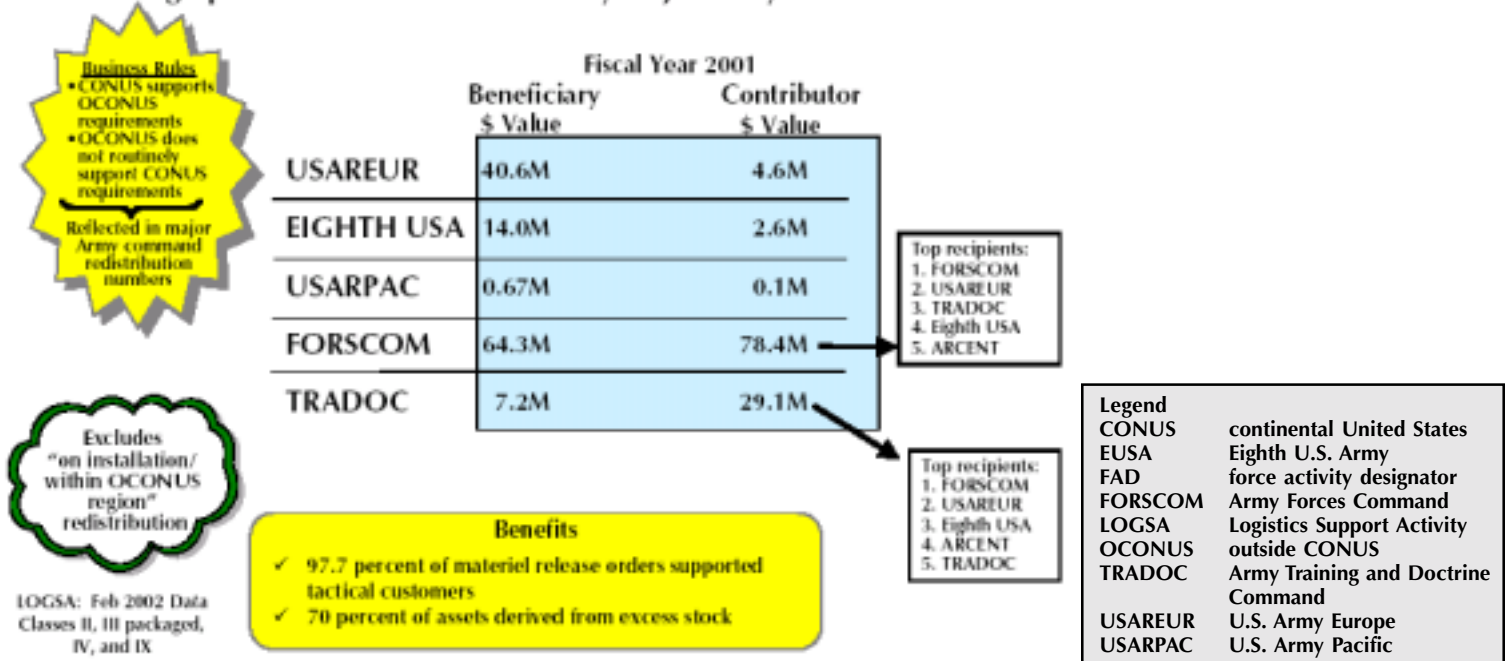 Business Rules
•CONUS supports
OCONUS
requirements
•OCONUS does
not routinely
support CONUS
requirements
Reflected in major
Army command
redistribution
numbers
Fiscal Year 2001
Beneficiary Contributor
$ Value $ Value
USAREUR 40.6M 4.6M
EIGHTH USA 14.0M 2.6M
USARPAC 0.67M 0.1M
FORSCOM 64.3M 78.4M
TRADOC 7.2M 29.1M
Top recipients:
1. FORSCOM
2. USAREUR
3. TRADOC
4. Eighth USA
5. ARCENT
Top recipients:
1. FORSCOM
2. USAREUR
3. Eighth USA
4. ARCENT
5. TRADOC
Excludes
"on installation/
within OCONUS
region"
redistribution
LOGSA: Feb 2002 Data
Classes II, III packaged,
IV, and IX
Benefits
✓ 97.7 percent of materiel release orders supported
tactical customers
✓ 70 percent of assets derived from excess stock
Legend
CONUS continental United States
EUSA Eighth U.S. Army
FAD force activity designator
FORSCOM Army Forces Command
LOGSA Logistics Support Activity
OCONUS outside CONUS
TRADOC Army Training and Doctrine
Command
USAREUR U.S. Army Europe
USARPAC U.S. Army Pacific